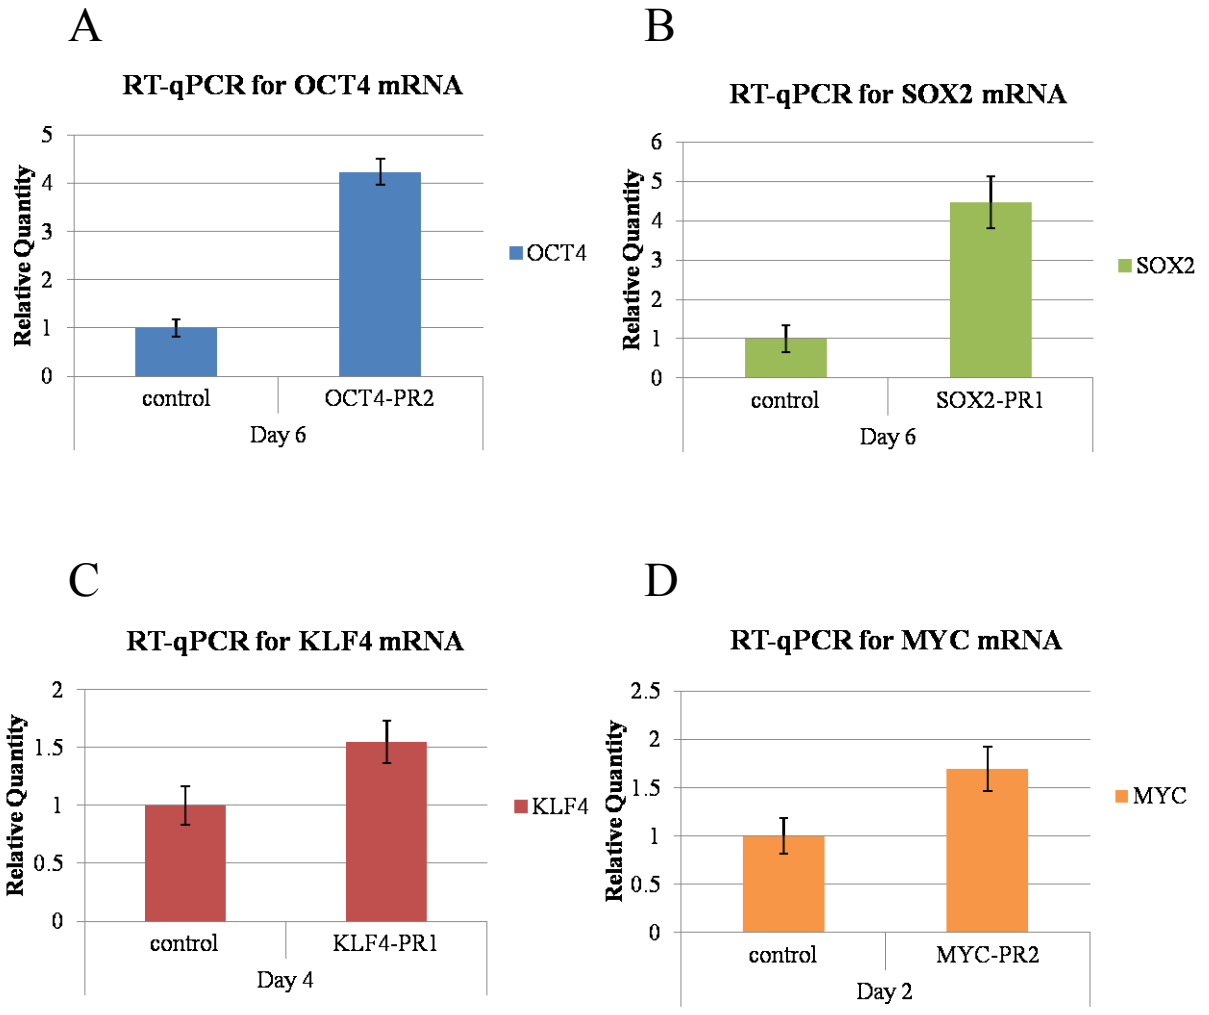 A
RT-qPCR for OCT4 mRNA
Relative Quantity
5
4
3
2
1
0
control
OCT4-PR2
Day 6
OCT4
B
RT-qPCR for SOX2 mRNA
Relative Quantity
6
5
4
3
2
1
0
control
SOX2-PR1
Day 6
SOX2
C
RT-qPCR for KLF4 mRNA
Relative Quantity
2
1.5
1
0.5
0
control
KLF4-PR1
Day 4
KLF4
D
RT-qPCR for MYC mRNA
Relative Quantity
2.5
2
1.5
1
0.5
0
control
MYC-PR2
Day 2
MYC